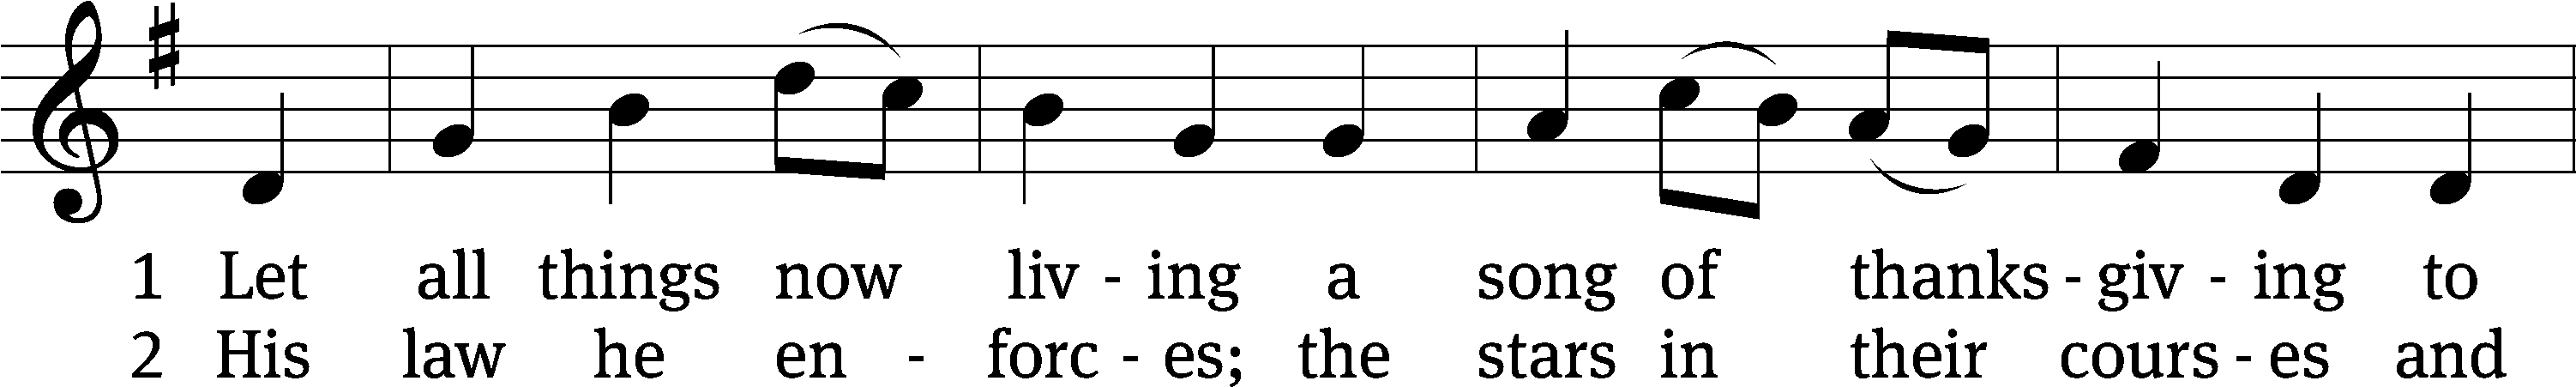 1 Let all things now liv - ing a song of thanks - giv - ing to
2 His law he en - forc - es; the stars in their cours - es and